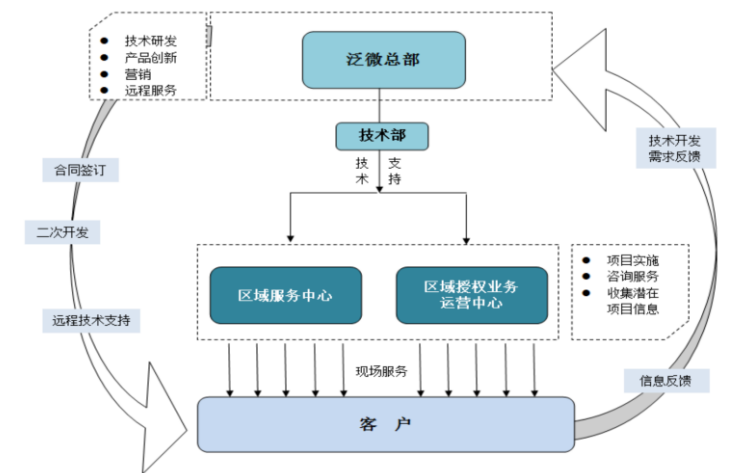 技术研发
产品创新
营销
远程服务
泛微总部
技术部
技 支
术 持
合同签订
二次开发
远程技术支持
技术开发
需求反馈
区域服务中心
区域授权业务
运营中心
项目实施
咨询服务
收集潜在
项目信息
现场服务
信息反馈
客 户